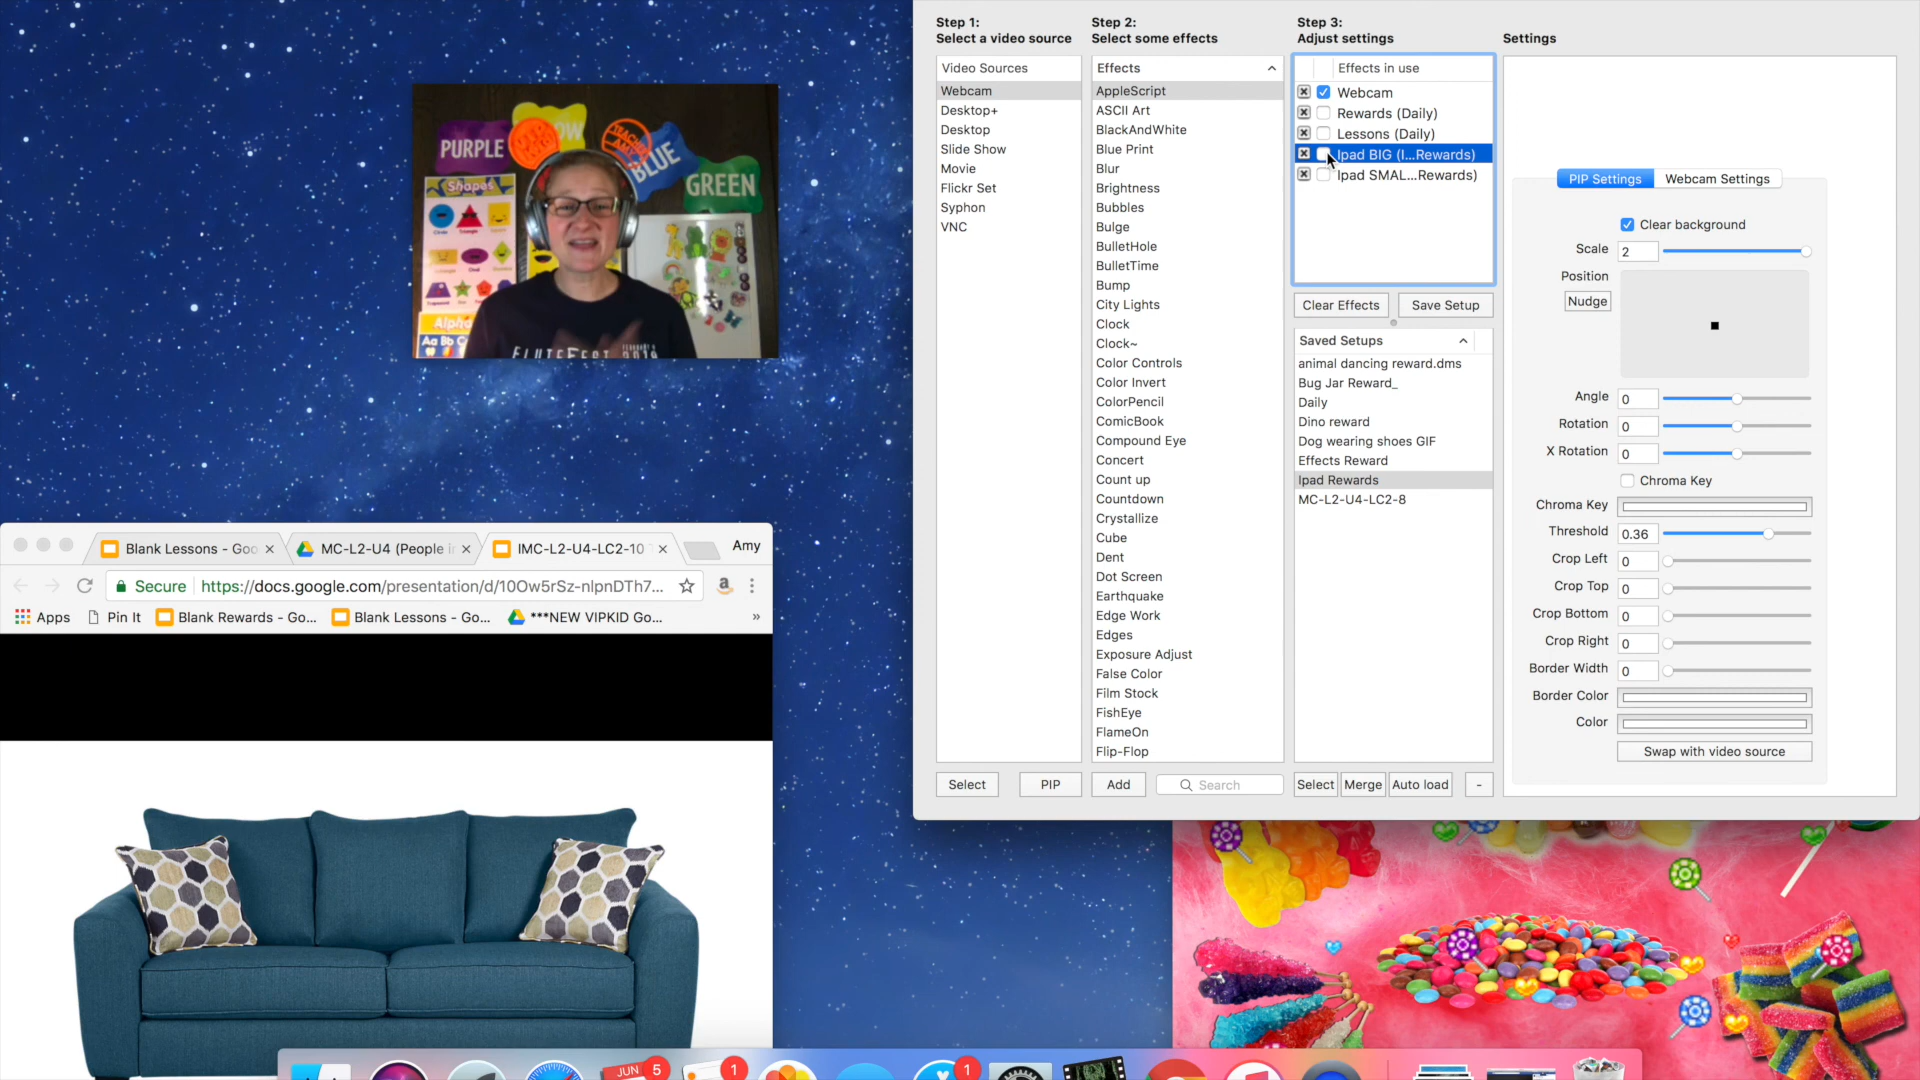 Step 1:
Select a video source
Step 2:
Select some effects
Step 3:
Adjust settings
Settings
Video Sources
Webcam
Desktop+
Desktop
Slide Show
Movie
Flickr Set
Syphon
VNC
Select
PIP
Effects
AppleScript
ASCII Art
BlackAndWhite
Blue Print
Blur
Brightness
Bubbles
Bulge
BulletHole
BulletTime
Bump
City Lights
Clock
Clock~
Color Controls
Color Invert
ColorPencil
ComicBook
Compound Eye
Concert
Count up
Countdown
Crystallize
Cube
Dent
Dot Screen
Earthquake
Edge Work
Edges
Exposure Adjust
False Color
Film Stock
FishEye
FlameOn
Flip-Flop
Add
Search
Effects in use
Webcam
Rewards (Daily)
Lessons (Daily)
Ipad BIG (I...Rewards)
Ipad SMAL...Rewards)
Clear Effects
Save Setup
Saved Setups
animal dancing reward.dms
Bug Jar Reward_
Daily
Dino reward
Dog wearing shoes GIF
Effects Reward
Ipad Rewards
MC-L2-U4-LC2-8
Select
Merge
Auto load
-
PIP Settings
Webcam Settings
Clear background
Scale 2
Position
Nudge
Angle 0
Rotation 0
X Rotation 0
Chroma Key
Chroma Key
Threshold 0.36
Crop Left 0
Crop Top 0
Crop Bottom 0
Crop Right 0
Border Width 0
Border Color
Color
Swap with video source
PURPLE
BLUE
GREEN
Shapes
Aa Bb C
FLUTEFEST
2019
Blank Lessons - Goo
MC-L2-U4 (People i
IMC-L2-U4-LC2-10
Amy
Secure
https://docs.google.com/presentation/d/10Ow5rSz-nlpnDTh7...
Apps
Pin It
Blank Rewards - Go...
Blank Lessons - Go...
***NEW VIPKID Go...
»
JUN
5
1
1